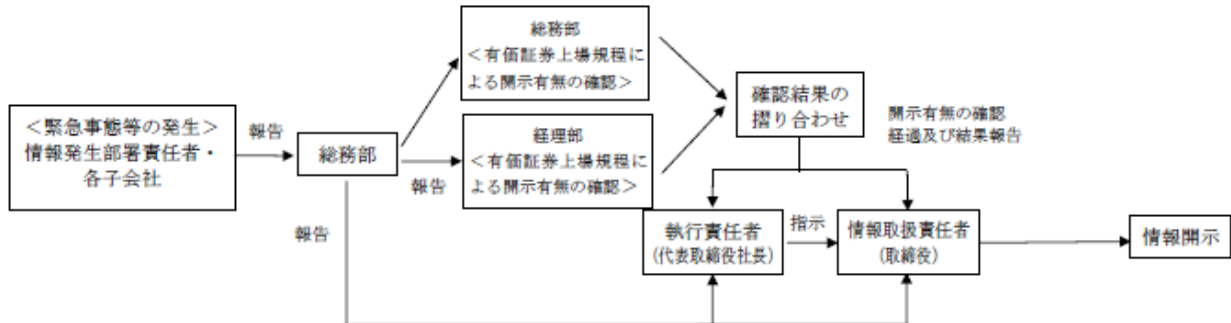 <緊急事態等の発生>
情報発生部署責任者・
各子会社
報告
総務部
報告
報告
総務部
<有価証券上場規程に
よる開示有無の確認>
経理部
<有価証券上場規程に
よる開示有無の確認>
確認結果の
摺り合わせ
開示有無の確認
経過及び結果報告
執行責任者
(代表取締役社長)
指示
情報取扱責任者
(取締役)
情報開示